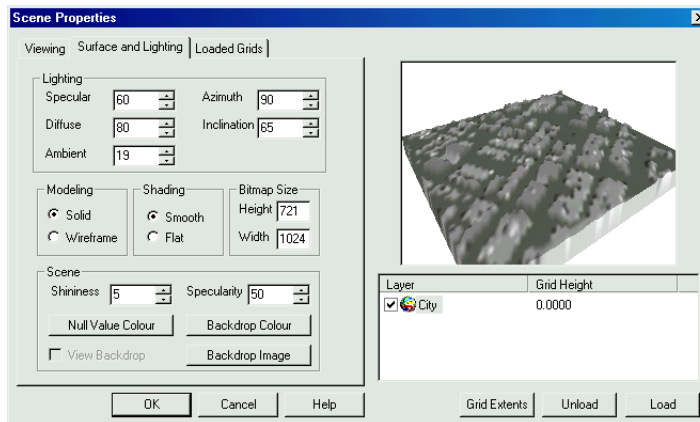 Scene Properties
Viewing
Surface and Lighting
Loaded Grids
Lighting
Specular 60
Azimuth 90
Diffuse 80
Inclination 65
Ambient 19
Modeling
Solid
Wireframe
Shading
Smooth
Flat
Bitmap Size
Height 721
Width 1024
Scene
Shininess 5
Specularity 50
Null Value Colour
Backdrop Colour
View Backdrop
Backdrop Image
Layer
Grid Height
City
0.0000
OK
Cancel
Help
Grid Extents
Unload
Load